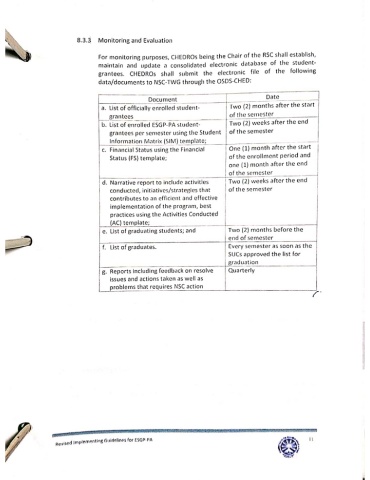 8.3.3 Monitoring and Evaluation
For monitoring purposes, CHEDROs being the Chair of the RSC shall establish,
maintain and update a consolidated electronic database of the student-
grantees. CHEDROs shall submit the electronic file of the following
data/documents to NSC-TWG through the OSDS-CHED:
Document Date
a. List of officially enrolled student-
grantees
Two (2) months after the start
of the semester
b. List of enrolled ESGP-PA student-
grantees per semester using the Student
Information Matrix (SIM) template;
Two (2) weeks after the end
of the semester
c. Financial Status using the Financial
Status (FS) template;
One (1) month after the start
of the enrollment period and
one (1) month after the end
of the semester
d. Narrative report to include activities
conducted, initiatives/strategies that
contributes to an efficient and effective
implementation of the program, best
practices using the Activities Conducted
(AC) template;
Two (2) weeks after the end
of the semester
e. List of graduating students; and
Two (2) months before the
end of semester
f. List of graduates.
Every semester as soon as the
SUCs approved the list for
graduation
g. Reports including feedback on resolve
issues and actions taken as well as
problems that requires NSC action
Quarterly
Revised Implementing Guidelines for ESGP-PA